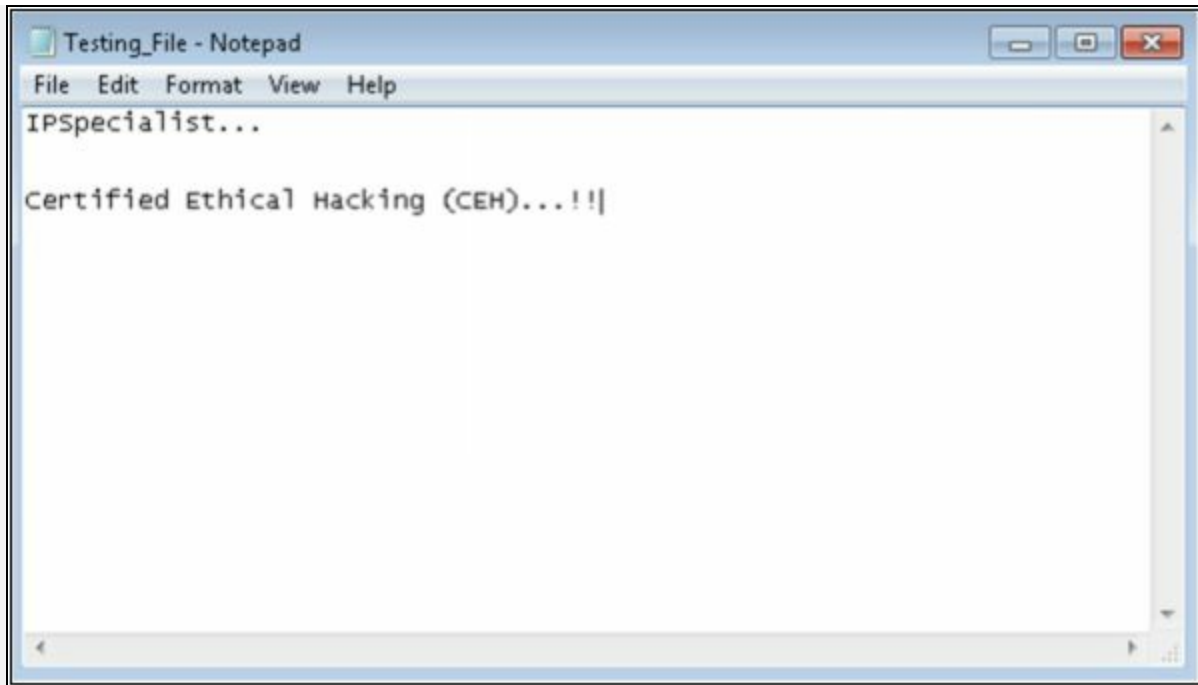 Testing_File - Notepad
File Edit Format View Help
IPSpecialist...
Certified Ethical Hacking (CEH)...!!